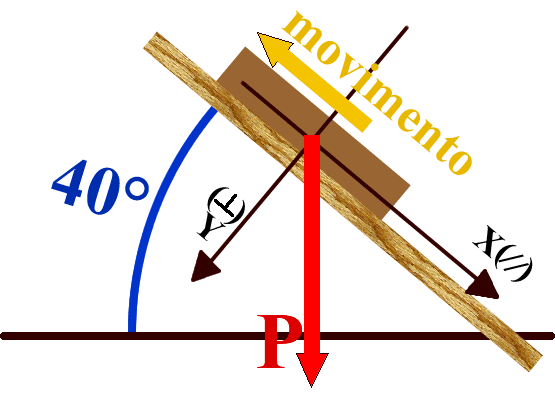 movimento
40°
Y(⊥)
X(//)
P